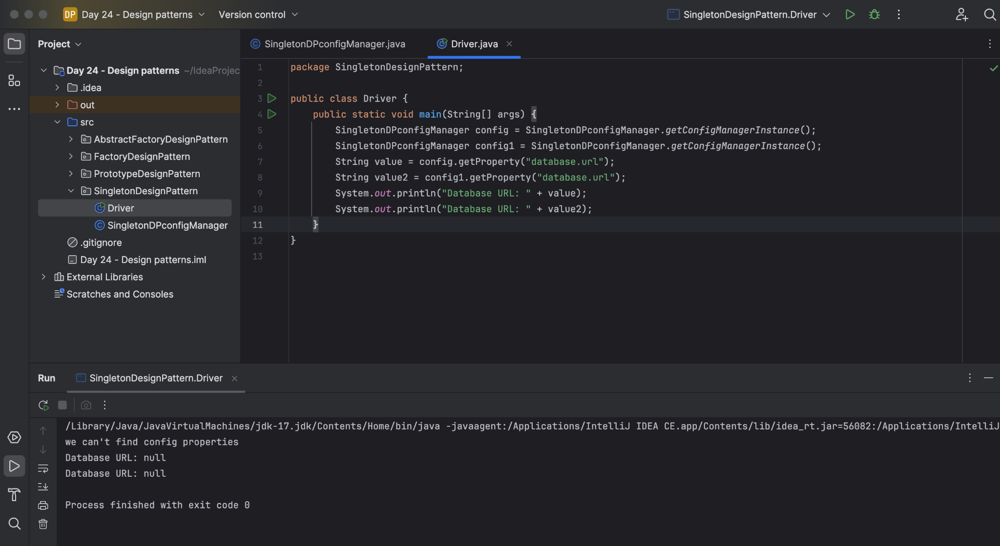 DP Day 24 - Design patterns Version control SingletonDesignPattern.Driver
Project
Day 24 - Design patterns ~/IdeaProjec
.idea
out
src
AbstractFactoryDesignPattern
FactoryDesignPattern
PrototypeDesignPattern
SingletonDesignPattern
Driver
SingletonDPconfigManager
.gitignore
Day 24 - Design patterns.iml
External Libraries
Scratches and Consoles
SingletonDPconfigManager.java Driver.java
1 package SingletonDesignPattern;
2
3 public class Driver {
4 public static void main(String[] args) {
5 SingletonDPconfigManager config = SingletonDPconfigManager.getConfigManagerInstance();
6 SingletonDPconfigManager config1 = SingletonDPconfigManager.getConfigManagerInstance();
7 String value = config.getProperty("database.url");
8 String value2 = config1.getProperty("database.url");
9 System.out.println("Database URL: " + value);
10 System.out.println("Database URL: " + value2);
11 }
12 }
13
Run SingletonDesignPattern.Driver
/Library/Java/JavaVirtualMachines/jdk-17.jdk/Contents/Home/bin/java -javaagent:/Applications/IntelliJ IDEA CE.app/Contents/lib/idea_rt.jar=56082:/Applications/IntelliJ
we can't find config properties
Database URL: null
Database URL: null
Process finished with exit code 0